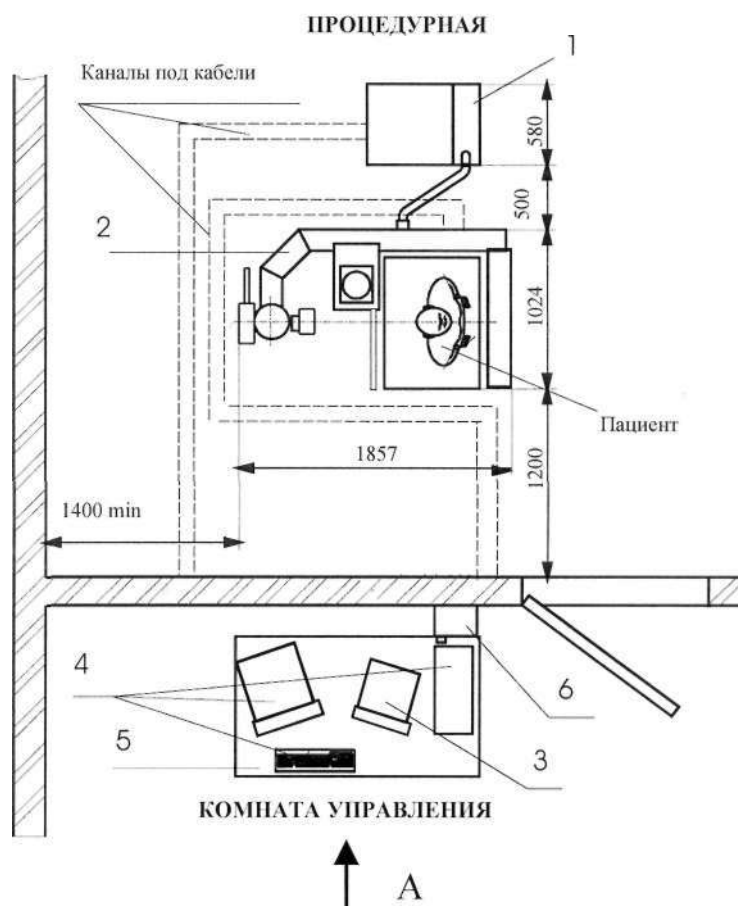 ПРОЦЕДУРНАЯ
1
Каналы под кабели
580
500
2
1024
Пациент
1857
1200
1400 min
4
6
5
3
КОМНАТА УПРАВЛЕНИЯ
А